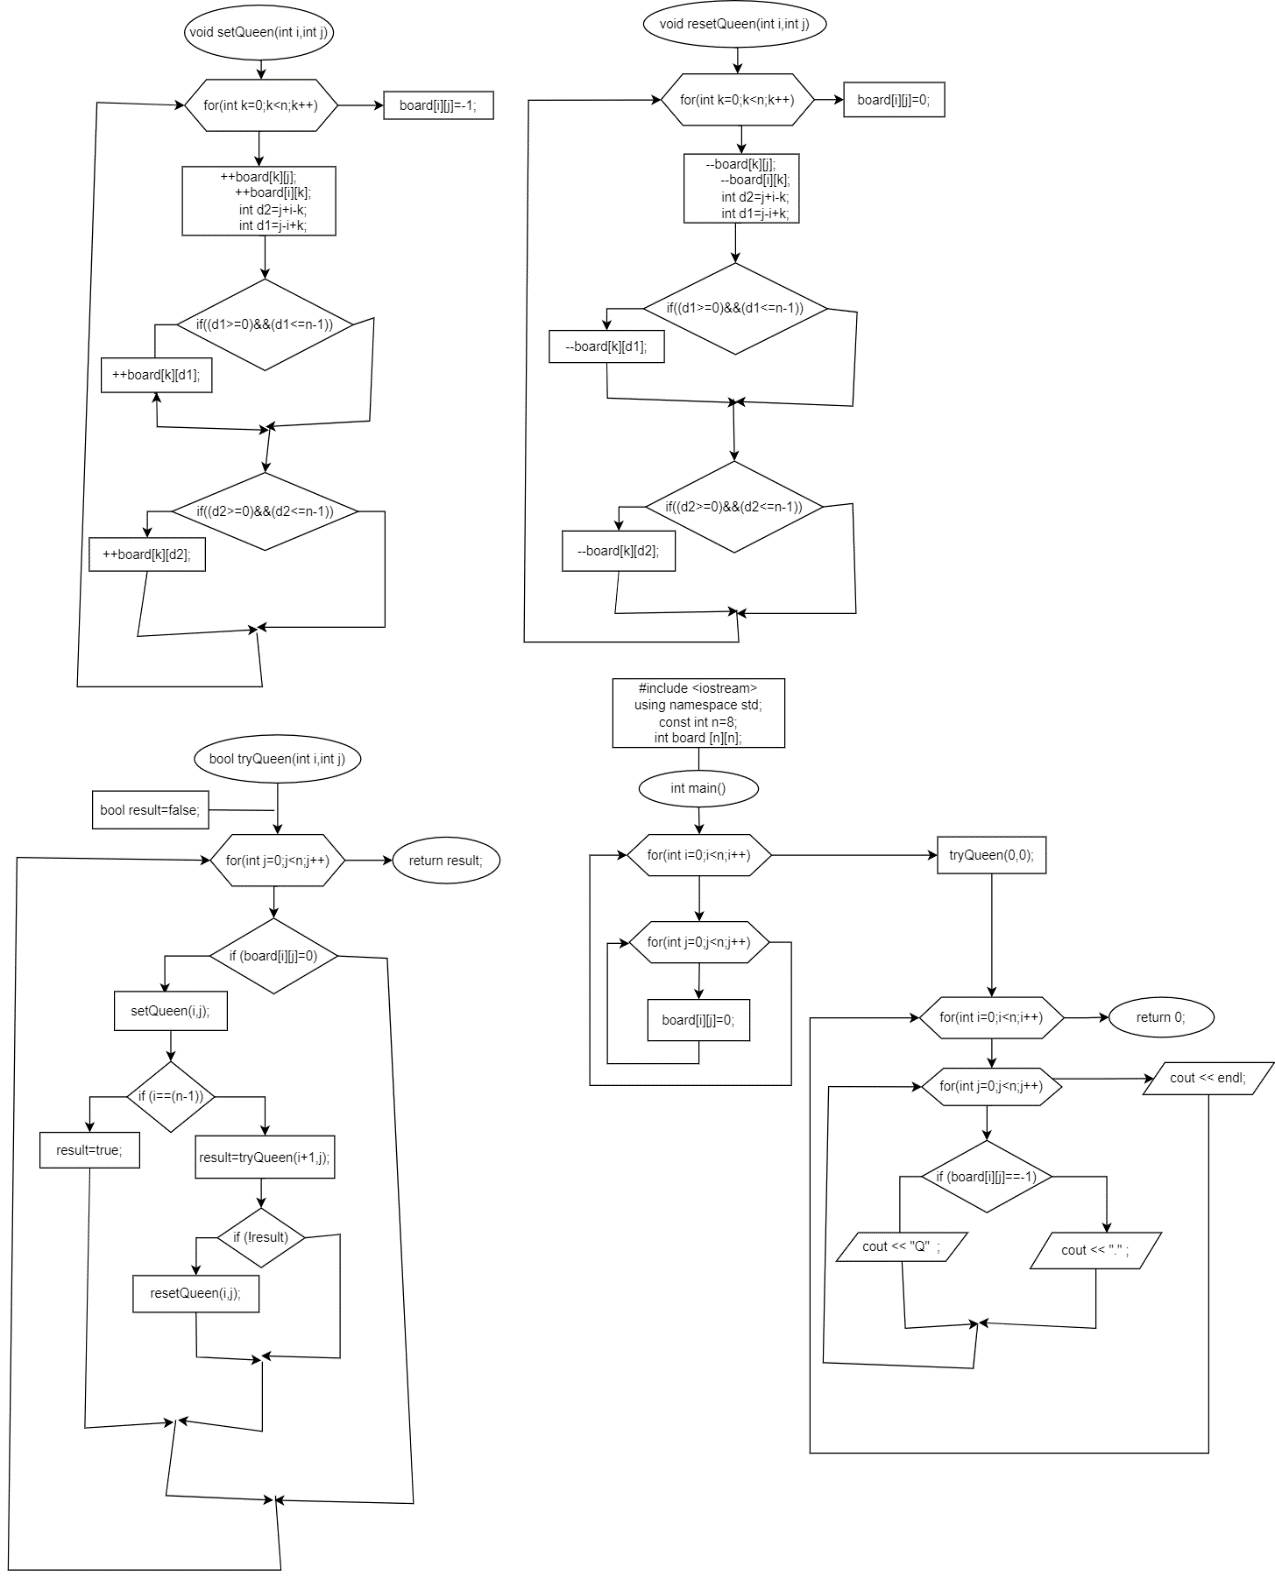 void setQueen(int i,int j)
for(int k=0;k<n;k++)
board[i][j]=-1;
++board[k][j];
++board[i][k];
int d2=j+i-k;
int d1=j-i+k;
if((d1>=0)&&(d1<=n-1))
++board[k][d1];
if((d2>=0)&&(d2<=n-1))
++board[k][d2];
void resetQueen(int i,int j)
for(int k=0;k<n;k++)
board[i][j]=0;
--board[k][j];
--board[i][k];
int d2=j+i-k;
int d1=j-i+k;
if((d1>=0)&&(d1<=n-1))
--board[k][d1];
if((d2>=0)&&(d2<=n-1))
--board[k][d2];
bool tryQueen(int i,int j)
bool result=false;
for(int j=0;j<n;j++)
return result;
if (board[i][j]=0)
setQueen(i,j);
if (i==(n-1))
result=true;
result=tryQueen(i+1,j);
if (!result)
resetQueen(i,j);
#include <iostream>
using namespace std;
const int n=8;
int board [n][n];
int main()
for(int i=0;i<n;i++)
tryQueen(0,0);
for(int j=0;j<n;j++)
board[i][j]=0;
for(int i=0;i<n;i++)
return 0;
for(int j=0;j<n;j++)
cout << endl;
if (board[i][j]==-1)
cout << "Q" ;
cout << "." ;